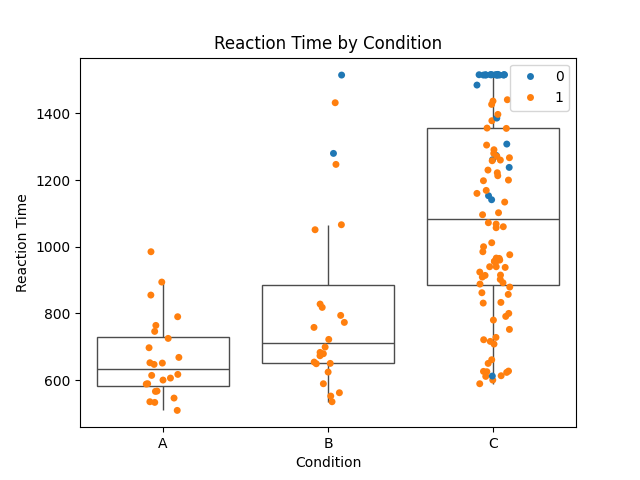 Reaction Time by Condition
0
1
1400
1200
1000
800
600
Reaction Time
A
B
C
Condition